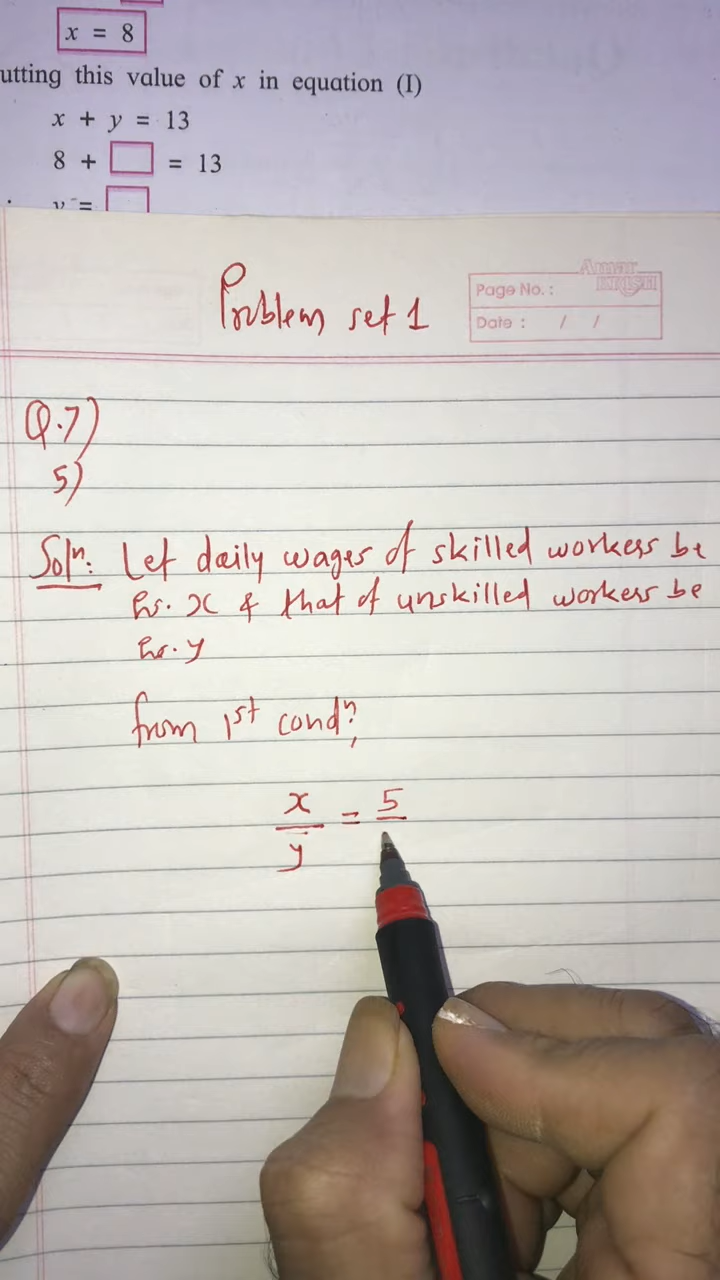 x = 8
utting this value of x in equation (I)
x + y = 13
8 + = 13
y =
Problem set 1
Amar
Page No. :
Date : / /
Q.7)
5)
Solⁿ: Let daily wages of skilled workers be
Rs. x & that of unskilled workers be
Rs. y
from 1st condⁿ,
x/y = 5/